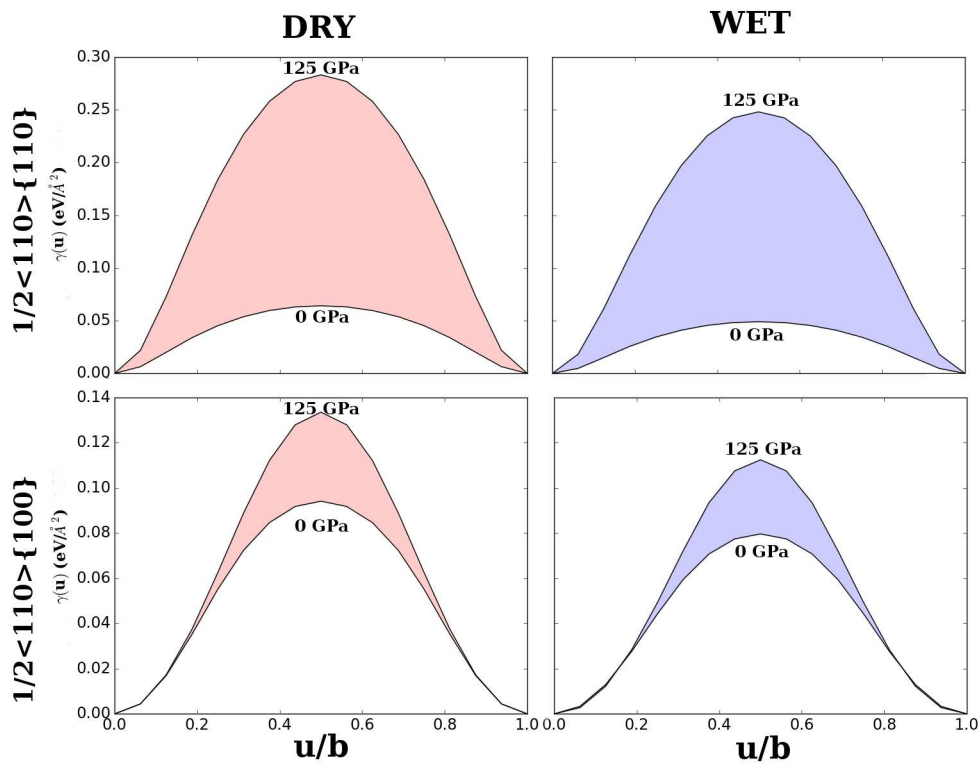 DRY
WET
1/2<110>{110}
γ(u) (eV/Å²)
0.30
0.25
0.20
0.15
0.10
0.05
0.00
125 GPa
0 GPa
125 GPa
0 GPa
1/2<110>{100}
γ(u) (eV/Å²)
0.14
0.12
0.10
0.08
0.06
0.04
0.02
0.00
125 GPa
0 GPa
125 GPa
0 GPa
0.0 0.2 0.4 0.6 0.8 1.0
0.0 0.2 0.4 0.6 0.8 1.0
u/b
u/b